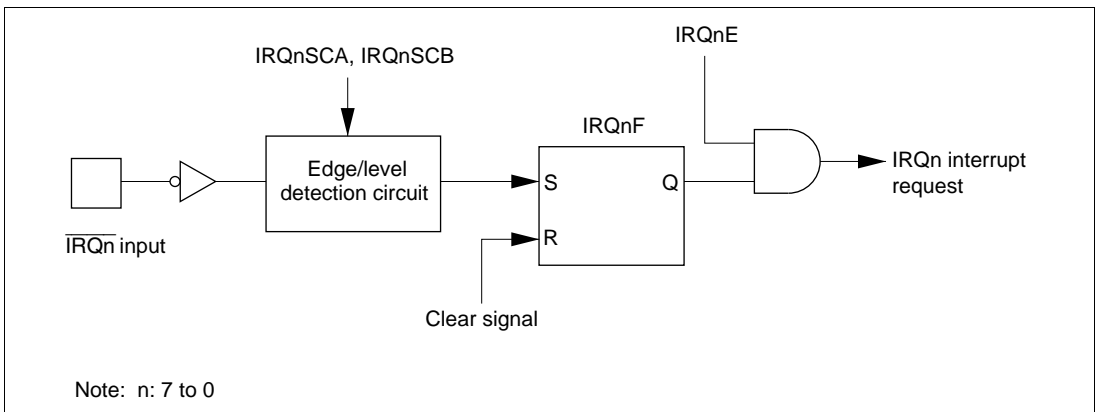 IRQnE
IRQnSCA, IRQnSCB
IRQnF
Edge/level
detection circuit
S
Q
R
IRQn interrupt
request
IRQn input
Clear signal
Note: n: 7 to 0